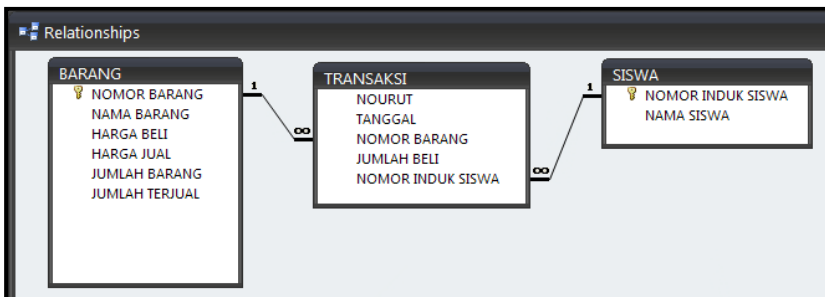 Relationships
BARANG
NOMOR BARANG
NAMA BARANG
HARGA BELI
HARGA JUAL
JUMLAH BARANG
JUMLAH TERJUAL
1
∞
TRANSAKSI
NOURUT
TANGGAL
NOMOR BARANG
JUMLAH BELI
NOMOR INDUK SISWA
∞
1
SISWA
NOMOR INDUK SISWA
NAMA SISWA